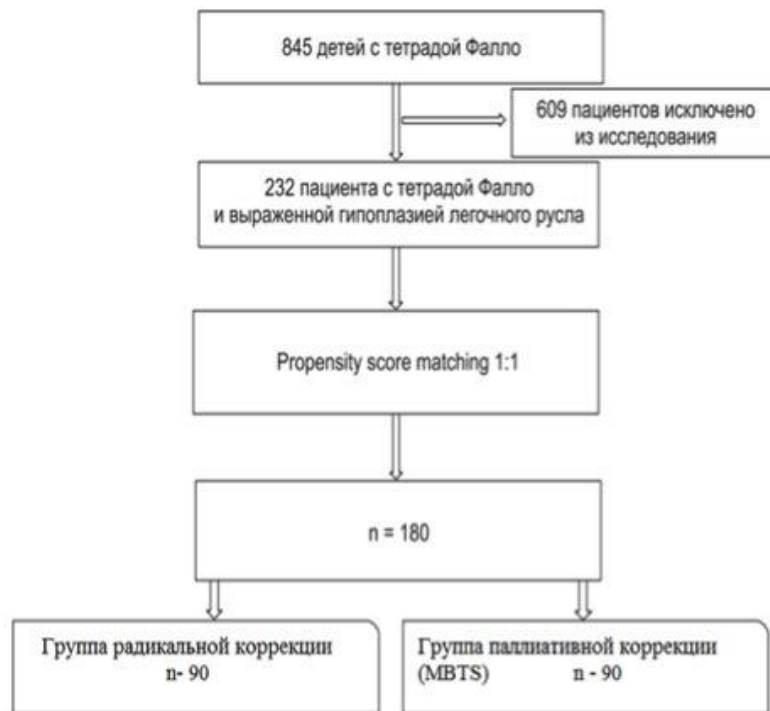 845 детей с тетрадой Фалло
609 пациентов исключено
из исследования
232 пациента с тетрадой Фалло
и выраженной гипоплазией легочного русла
Propensity score matching 1:1
n = 180
Группа радикальной коррекции
n- 90
Группа паллиативной коррекции
(MBTS) n - 90